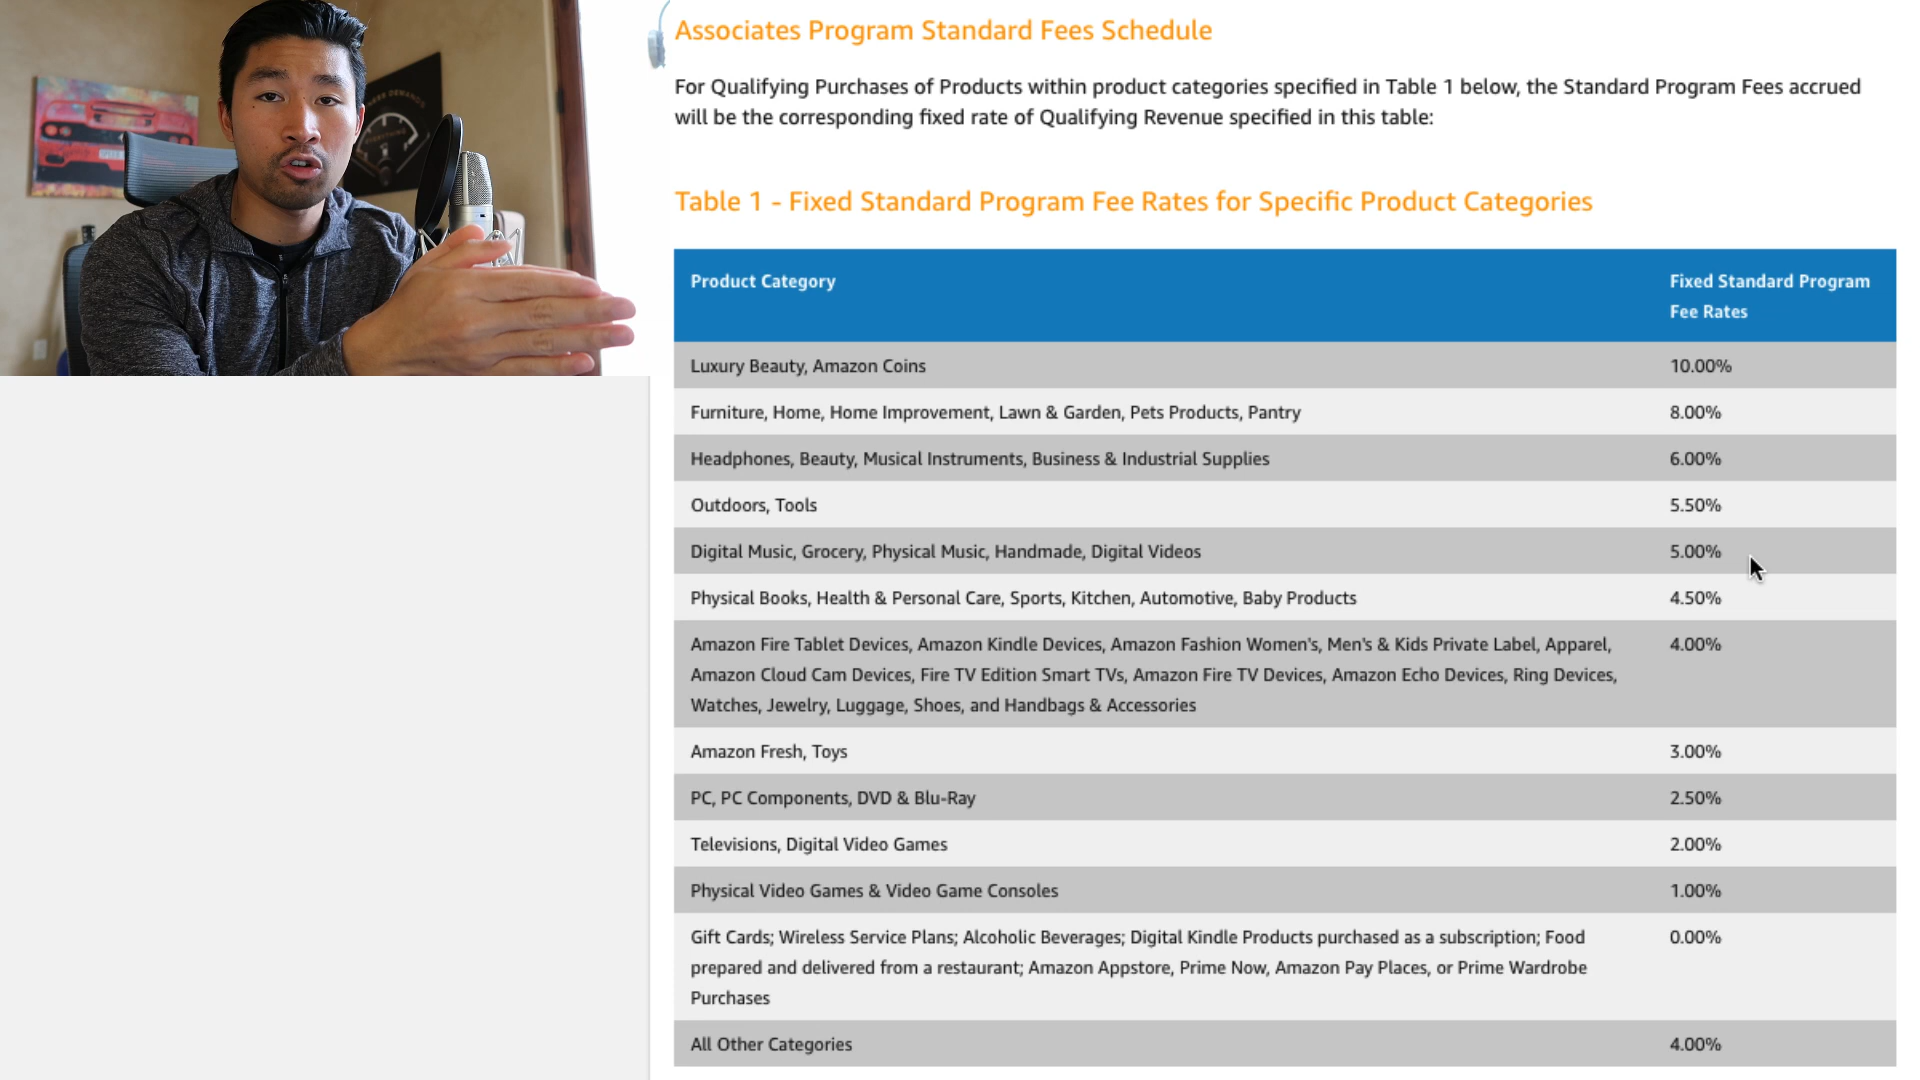 Associates Program Standard Fees Schedule
For Qualifying Purchases of Products within product categories specified in Table 1 below, the Standard Program Fees accrued
will be the corresponding fixed rate of Qualifying Revenue specified in this table:
Table 1 - Fixed Standard Program Fee Rates for Specific Product Categories
Product Category
Fixed Standard Program
Fee Rates
Luxury Beauty, Amazon Coins 10.00%
Furniture, Home, Home Improvement, Lawn & Garden, Pets Products, Pantry 8.00%
Headphones, Beauty, Musical Instruments, Business & Industrial Supplies 6.00%
Outdoors, Tools 5.50%
Digital Music, Grocery, Physical Music, Handmade, Digital Videos 5.00%
Physical Books, Health & Personal Care, Sports, Kitchen, Automotive, Baby Products 4.50%
Amazon Fire Tablet Devices, Amazon Kindle Devices, Amazon Fashion Women's, Men's & Kids Private Label, Apparel, 4.00%
Amazon Cloud Cam Devices, Fire TV Edition Smart TVs, Amazon Fire TV Devices, Amazon Echo Devices, Ring Devices,
Watches, Jewelry, Luggage, Shoes, and Handbags & Accessories
Amazon Fresh, Toys 3.00%
PC, PC Components, DVD & Blu-Ray 2.50%
Televisions, Digital Video Games 2.00%
Physical Video Games & Video Game Consoles 1.00%
Gift Cards; Wireless Service Plans; Alcoholic Beverages; Digital Kindle Products purchased as a subscription; Food 0.00%
prepared and delivered from a restaurant; Amazon Appstore, Prime Now, Amazon Pay Places, or Prime Wardrobe
Purchases
All Other Categories 4.00%